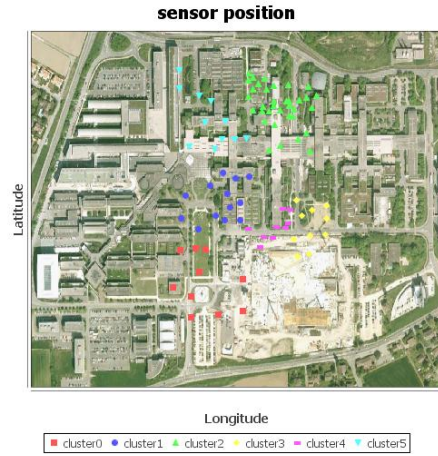 sensor position
Latitude
Longitude
cluster0 cluster1 cluster2 cluster3 cluster4 cluster5